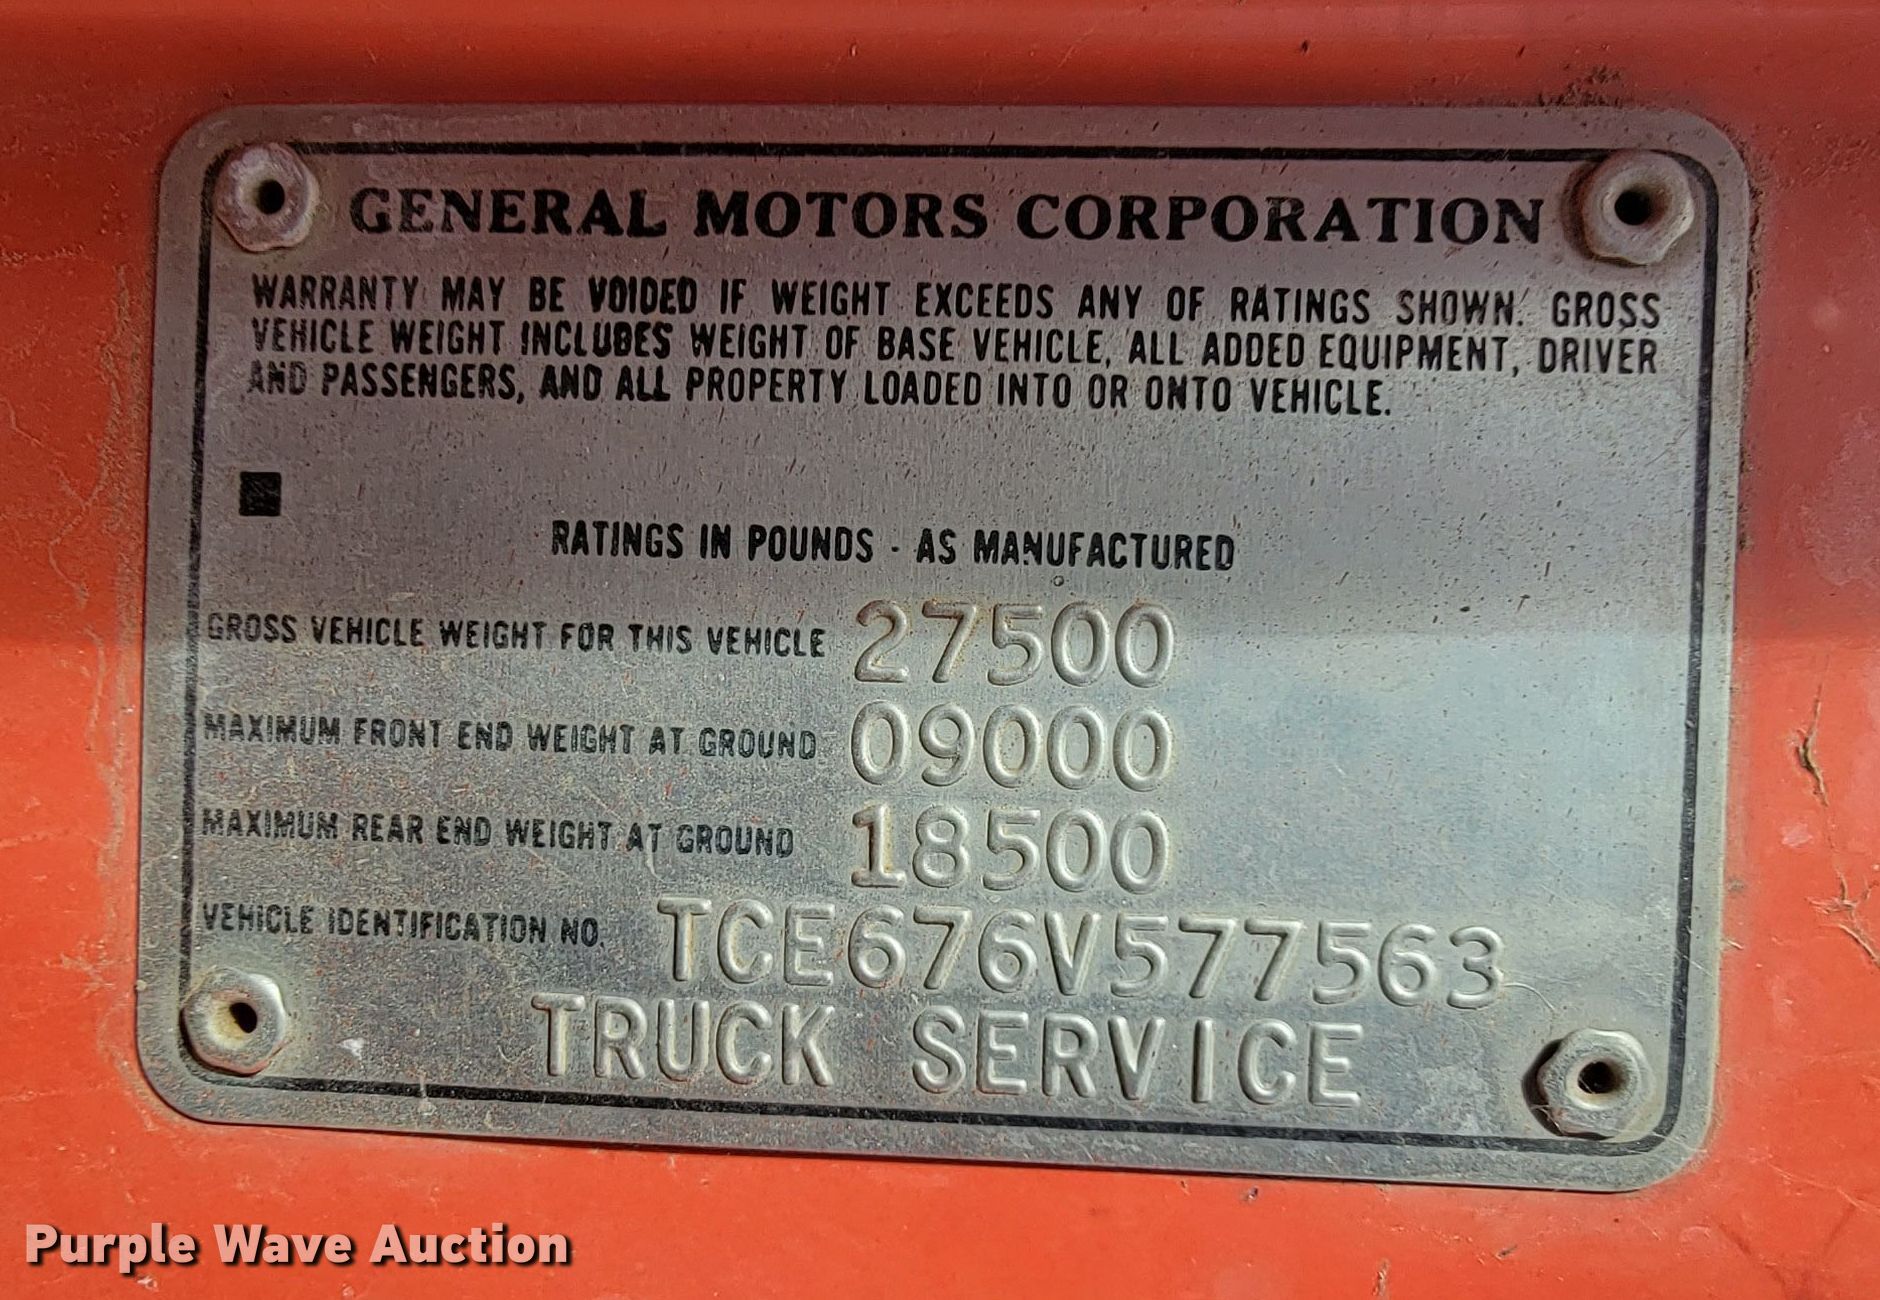 GENERAL MOTORS CORPORATION
WARRANTY MAY BE VOIDED IF WEIGHT EXCEEDS ANY OF RATINGS SHOWN. GROSS
VEHICLE WEIGHT INCLUDES WEIGHT OF BASE VEHICLE, ALL ADDED EQUIPMENT, DRIVER
AND PASSENGERS, AND ALL PROPERTY LOADED INTO OR ONTO VEHICLE.
RATINGS IN POUNDS - AS MANUFACTURED
GROSS VEHICLE WEIGHT FOR THIS VEHICLE 27500
MAXIMUM FRONT END WEIGHT AT GROUND 09000
MAXIMUM REAR END WEIGHT AT GROUND 18500
VEHICLE IDENTIFICATION NO. TCE676V577563
TRUCK SERVICE
Purple Wave Auction